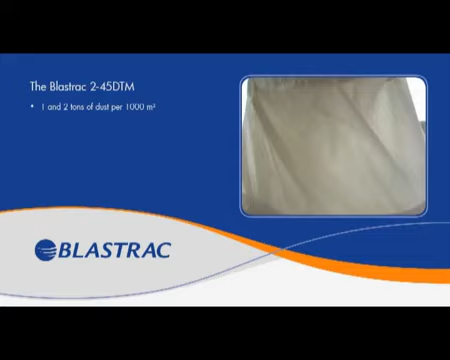 The Blastrac 2-45DTM
• 1 and 2 tons of dust per 1000 m²
BLASTRAC